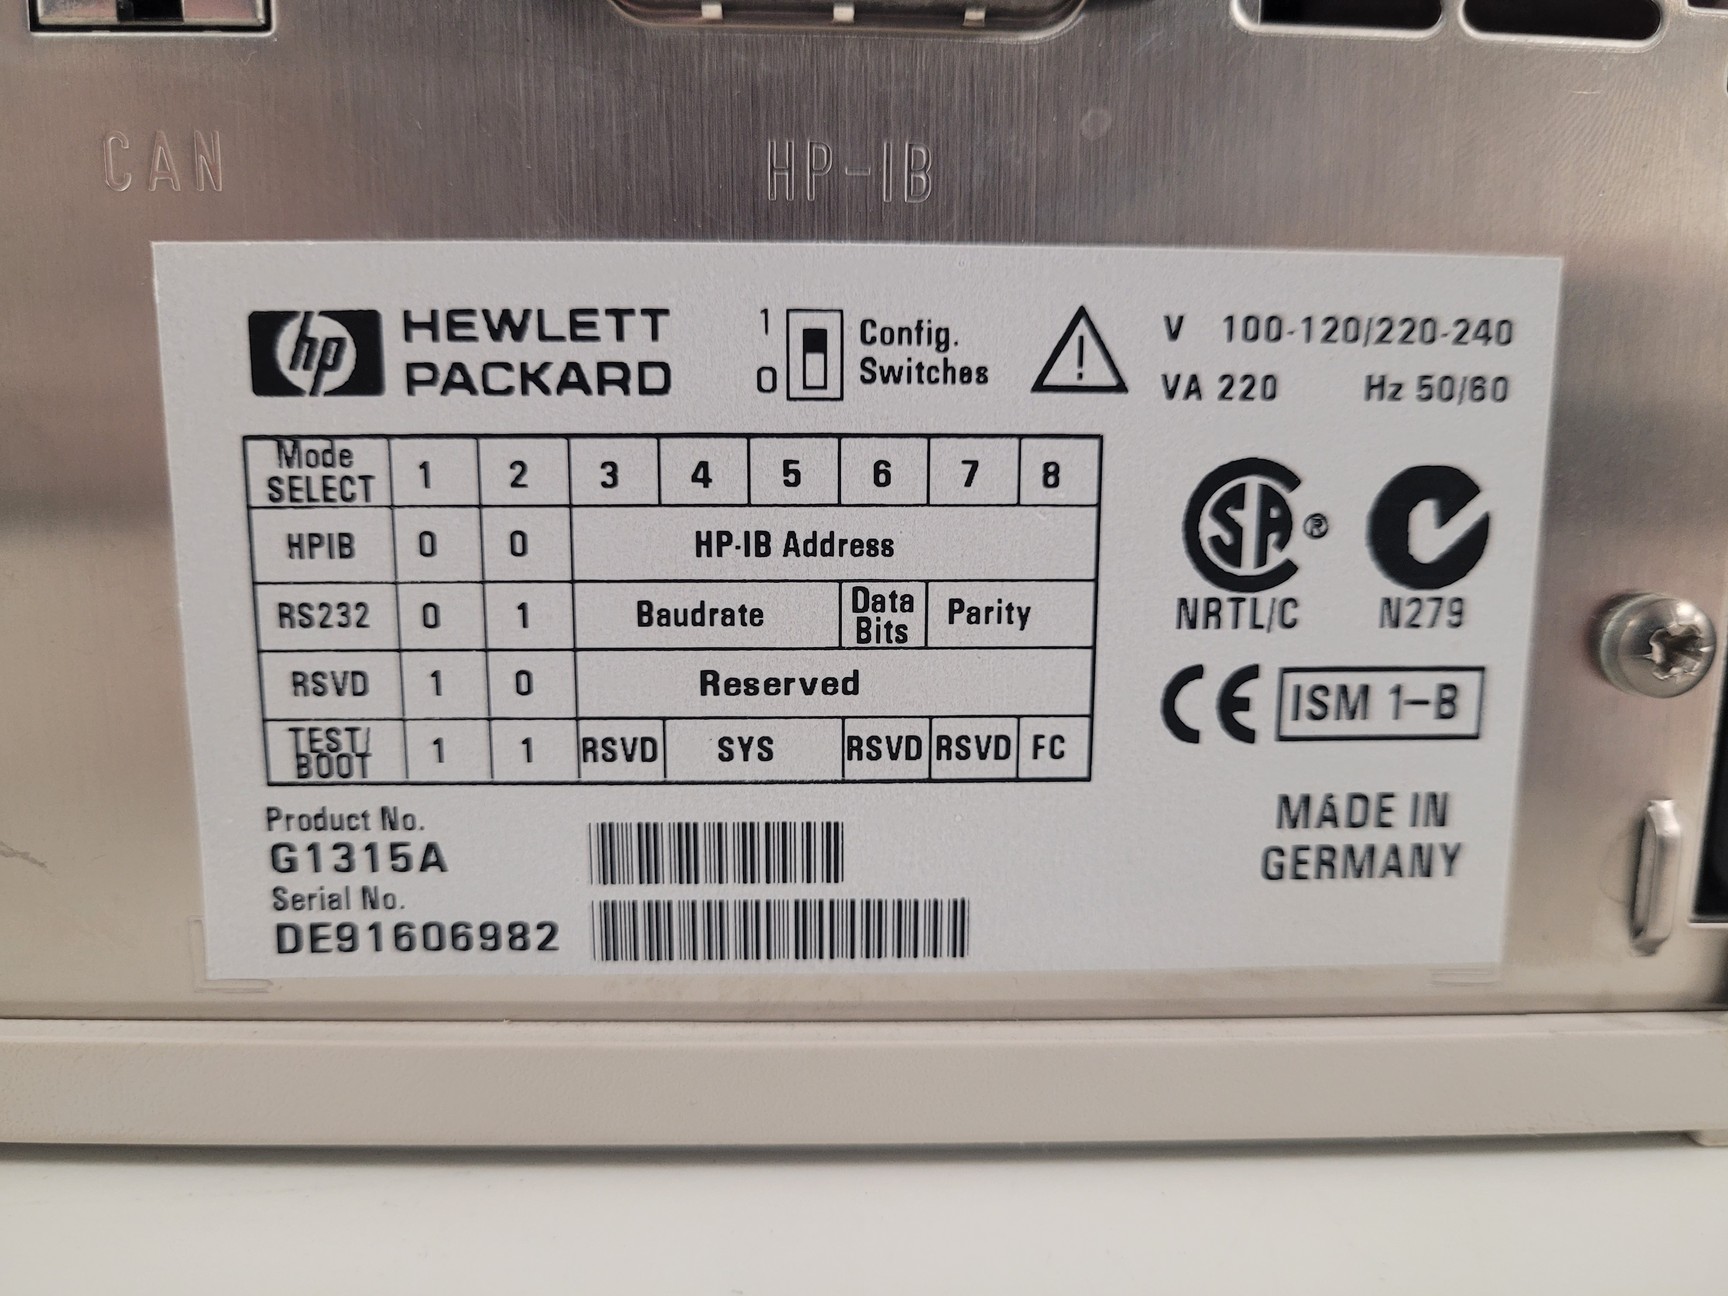 CAN
HP-IB
hp HEWLETT PACKARD
1
0
Config. Switches
V 100-120/220-240
VA 220 Hz 50/60
Mode SELECT 1 2 3 4 5 6 7 8
HPIB 0 0 HP-IB Address
RS232 0 1 Baudrate Data Bits Parity
RSVD 1 0 Reserved
TEST/BOOT 1 1 RSVD SYS RSVD RSVD FC
SA ®
NRTL/C N279
CE ISM 1-B
Product No.
G1315A
Serial No.
DE91606982
MADE IN
GERMANY